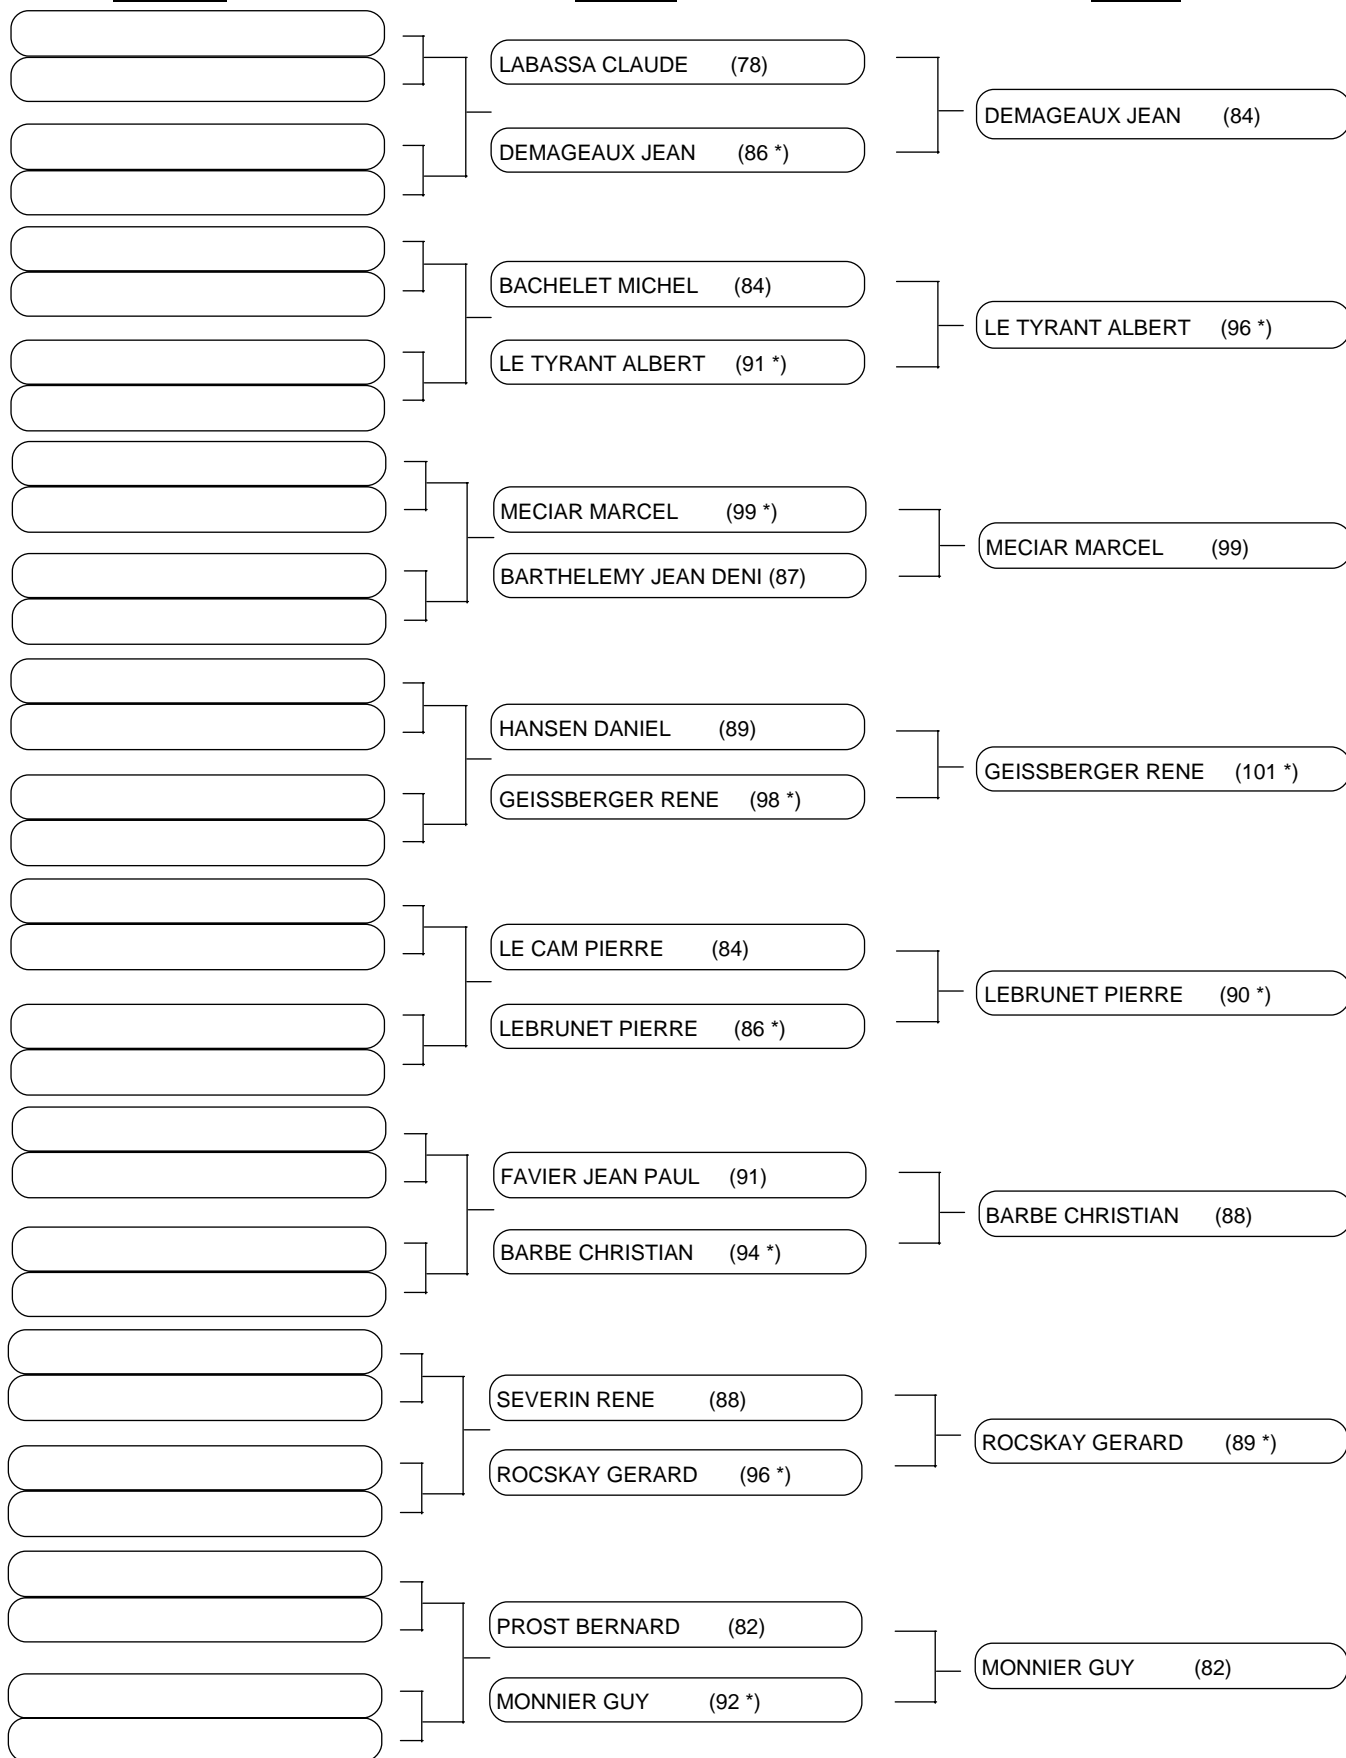 LABASSA CLAUDE (78)
DEMAGEAUX JEAN (86 *)
DEMAGEAUX JEAN (84)
BACHELET MICHEL (84)
LE TYRANT ALBERT (91 *)
LE TYRANT ALBERT (96 *)
MECIAR MARCEL (99 *)
BARTHELEMY JEAN DENI (87)
MECIAR MARCEL (99)
HANSEN DANIEL (89)
GEISSBERGER RENE (98 *)
GEISSBERGER RENE (101 *)
LE CAM PIERRE (84)
LEBRUNET PIERRE (86 *)
LEBRUNET PIERRE (90 *)
FAVIER JEAN PAUL (91)
BARBE CHRISTIAN (94 *)
BARBE CHRISTIAN (88)
SEVERIN RENE (88)
ROCSKAY GERARD (96 *)
ROCSKAY GERARD (89 *)
PROST BERNARD (82)
MONNIER GUY (92 *)
MONNIER GUY (82)